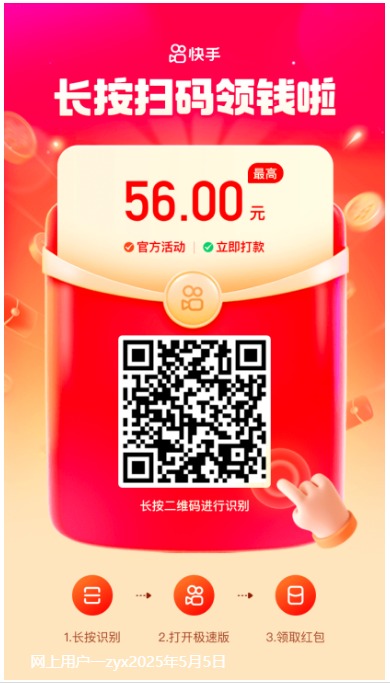 快手
长按扫码领钱啦
最高
56.00元
官方活动 立即打款
长按二维码进行识别
1.长按识别 2.打开极速版 3.领取红包
网上用户—zyx2025年5月5日